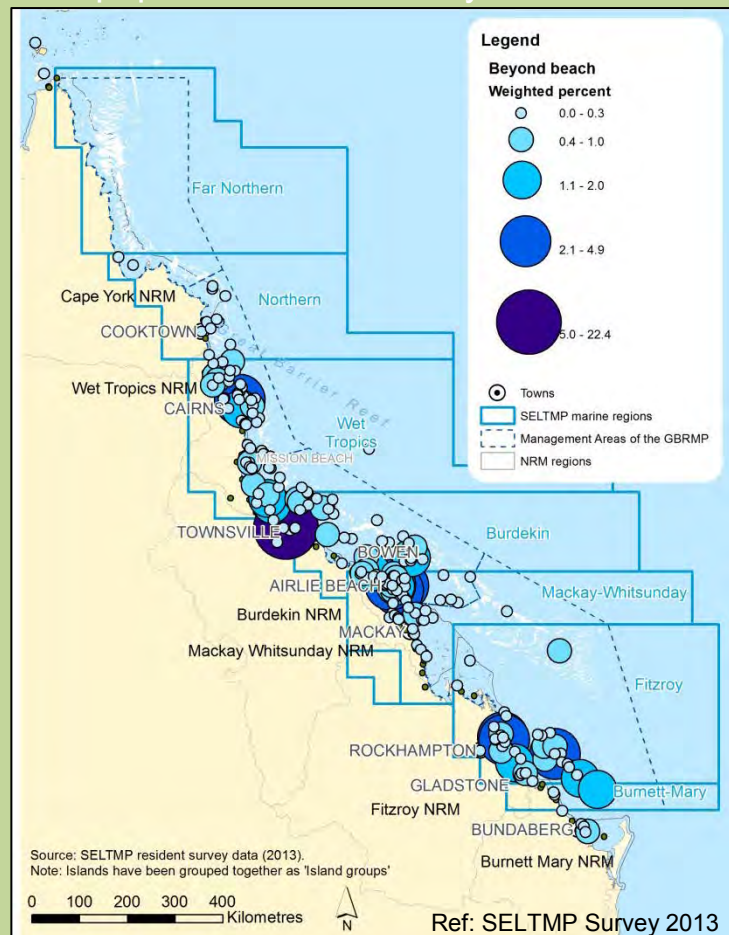 Legend
Beyond beach
Weighted percent
0.0 - 0.3
0.4 - 1.0
1.1 - 2.0
2.1 - 4.9
5.0 - 22.4
Towns
SELTMP marine regions
Management Areas of the GBRMP
NRM regions
Far Northern
Cape York NRM
Northern
COOKTOWN
Great Barrier Reef
Wet Tropics NRM
CAIRNS
Wet
Tropics
MISSION BEACH
TOWNSVILLE
Burdekin
BOWEN
AIRLIE BEACH
Mackay-Whitsunday
Burdekin NRM
MACKAY
Mackay Whitsunday NRM
Fitzroy
ROCKHAMPTON
GLADSTONE
Burnett-Mary
Fitzroy NRM
BUNDABERG
Burnett Mary NRM
Source: SELTMP resident survey data (2013).
Note: Islands have been grouped together as 'Island groups'
0 100 200 300 400
Kilometres
N
Ref: SELTMP Survey 2013